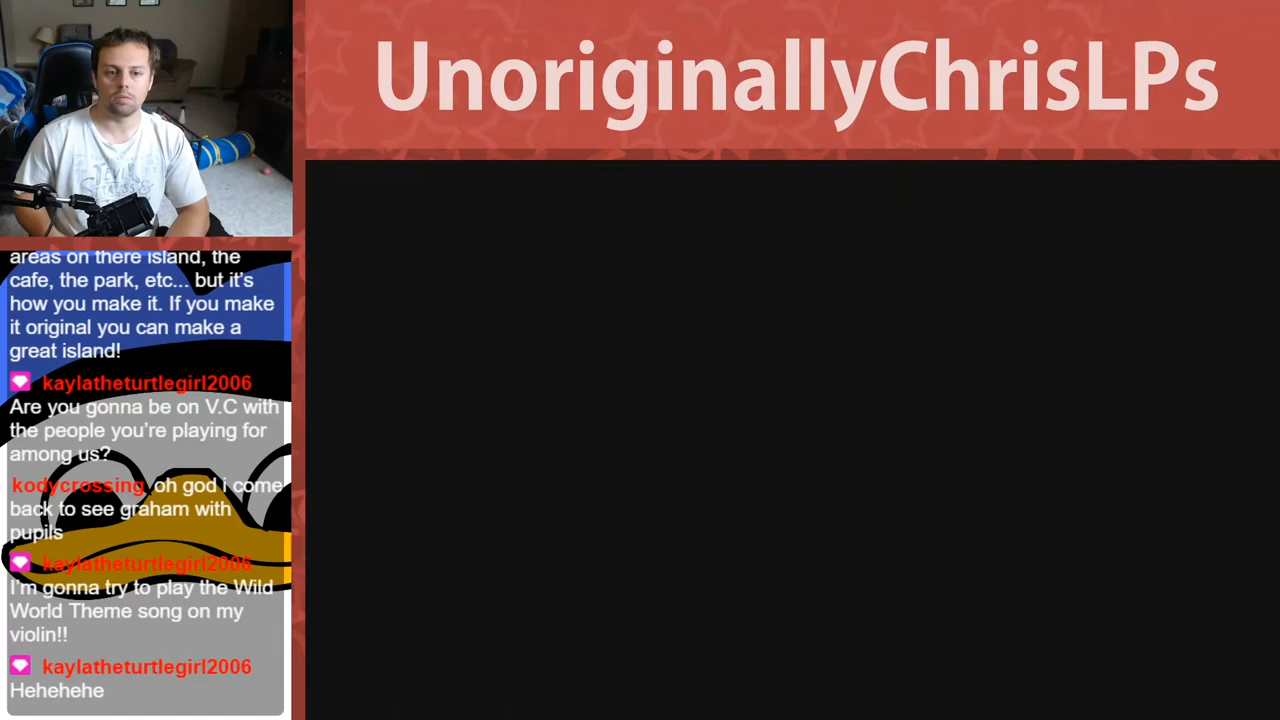 UnoriginallyChrisLPs
areas on there island, the
cafe, the park, etc... but it's
how you make it. If you make
it original you can make a
great island!
kaylatheturtlegirl2006
Are you gonna be on V.C with
the people you're playing for
among us?
kodycrossing oh god i come
back to see graham with
pupils
kaylatheturtlegirl2006
I'm gonna try to play the Wild
World Theme song on my
violin!!
kaylatheturtlegirl2006
Hehehehe